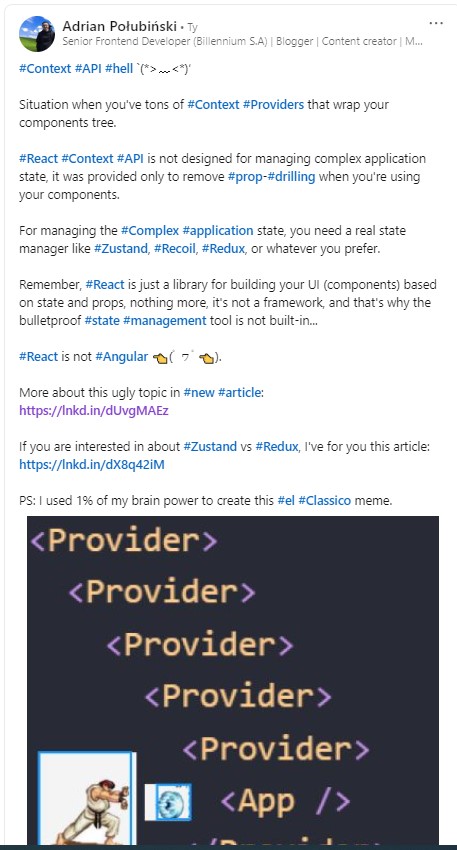 Adrian Połubiński • Ty
Senior Frontend Developer (Billennium S.A) | Blogger | Content creator | M...
#Context #API #hell `(*>﹏<*)′
Situation when you've tons of #Context #Providers that wrap your
components tree.
#React #Context #API is not designed for managing complex application
state, it was provided only to remove #prop-#drilling when you're using
your components.
For managing the #Complex #application state, you need a real state
manager like #Zustand, #Recoil, #Redux, or whatever you prefer.
Remember, #React is just a library for building your UI (components) based
on state and props, nothing more, it's not a framework, and that's why the
bulletproof #state #management tool is not built-in...
#React is not #Angular 👈(ﾟヮﾟ👈).
More about this ugly topic in #new #article:
https://lnkd.in/dUvgMAEz
If you are interested in about #Zustand vs #Redux, I've for you this article:
https://lnkd.in/dX8q42iM
PS: I used 1% of my brain power to create this #el #Classico meme.
<Provider>
<Provider>
<Provider>
<Provider>
<Provider>
<App />
</Provider>